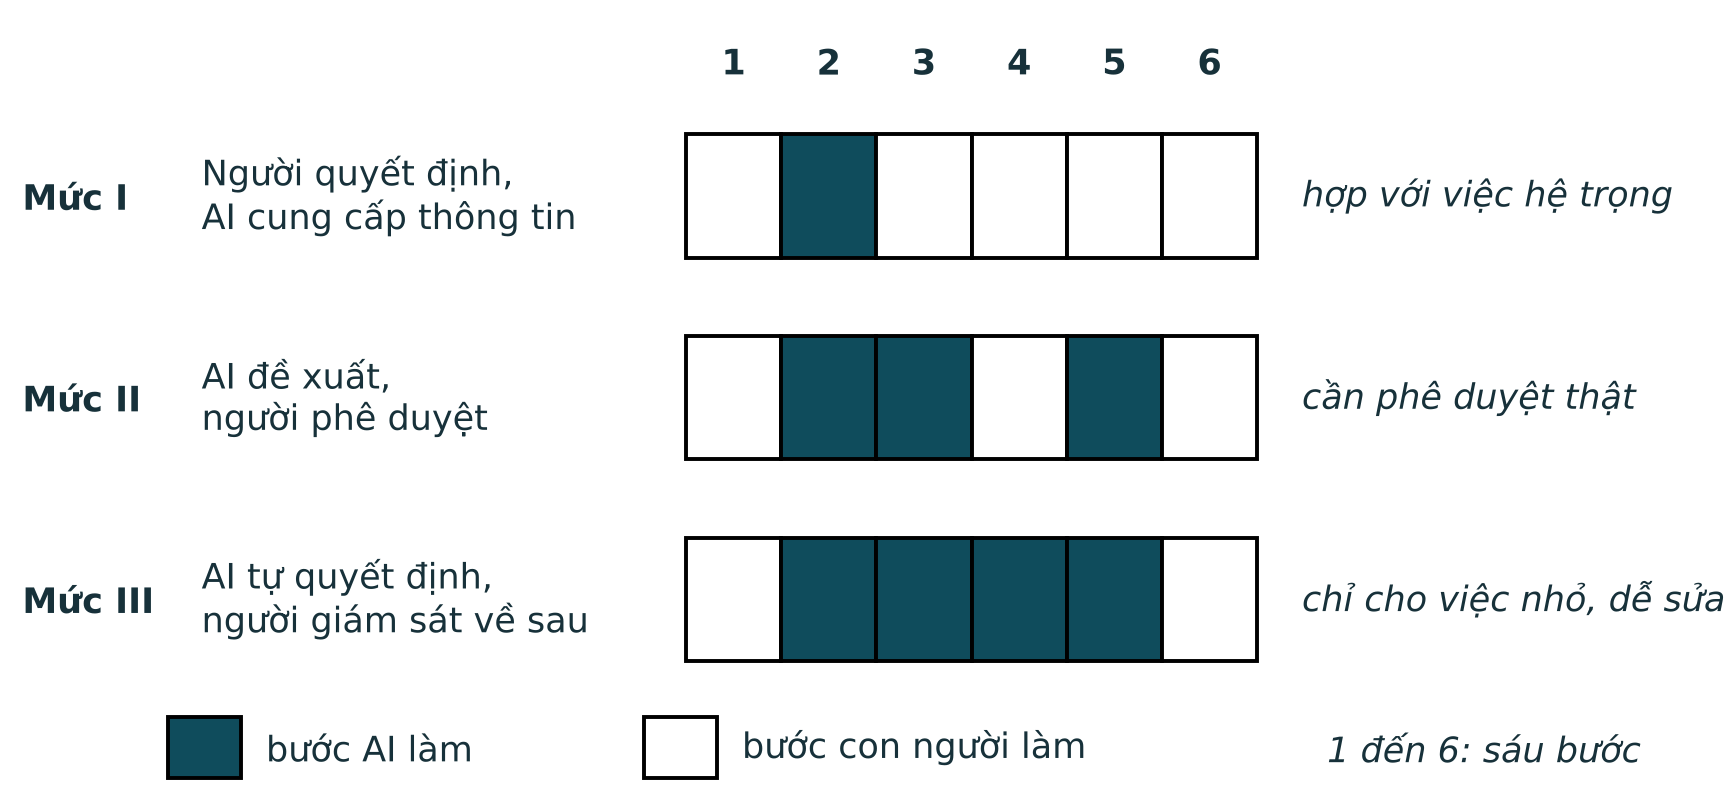 1 2 3 4 5 6
Mức I
Người quyết định,
AI cung cấp thông tin
hợp với việc hệ trọng
Mức II
AI đề xuất,
người phê duyệt
cần phê duyệt thật
Mức III
AI tự quyết định,
người giám sát về sau
chỉ cho việc nhỏ, dễ sửa
bước AI làm
bước con người làm
1 đến 6: sáu bước